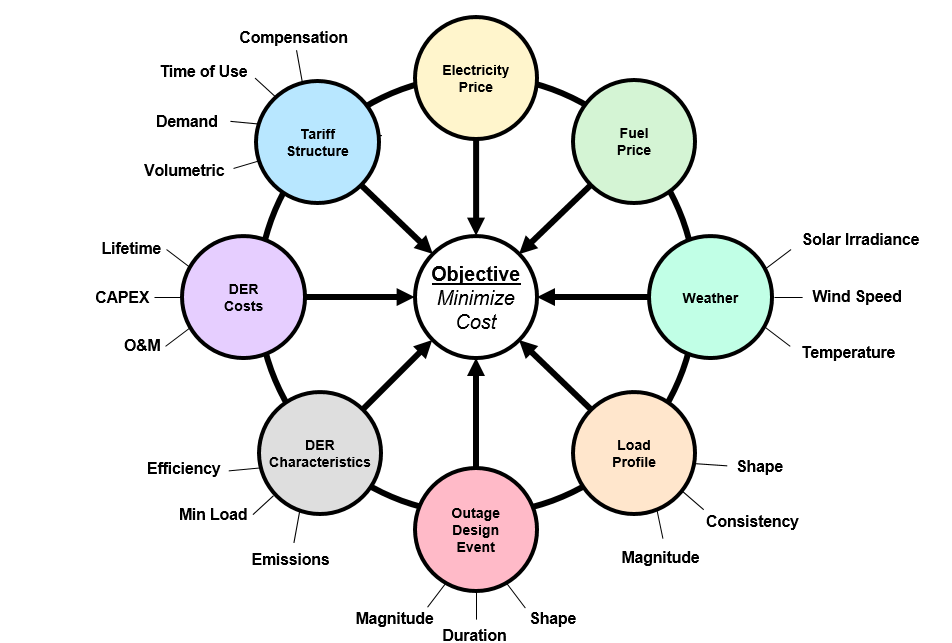 Compensation
Time of Use
Demand
Volumetric
Tariff
Structure
Electricity
Price
Fuel
Price
Lifetime
CAPEX
O&M
DER
Costs
Objective
Minimize
Cost
Weather
Solar Irradiance
Wind Speed
Temperature
DER
Characteristics
Efficiency
Min Load
Emissions
Outage
Design
Event
Magnitude
Duration
Shape
Load
Profile
Shape
Consistency
Magnitude